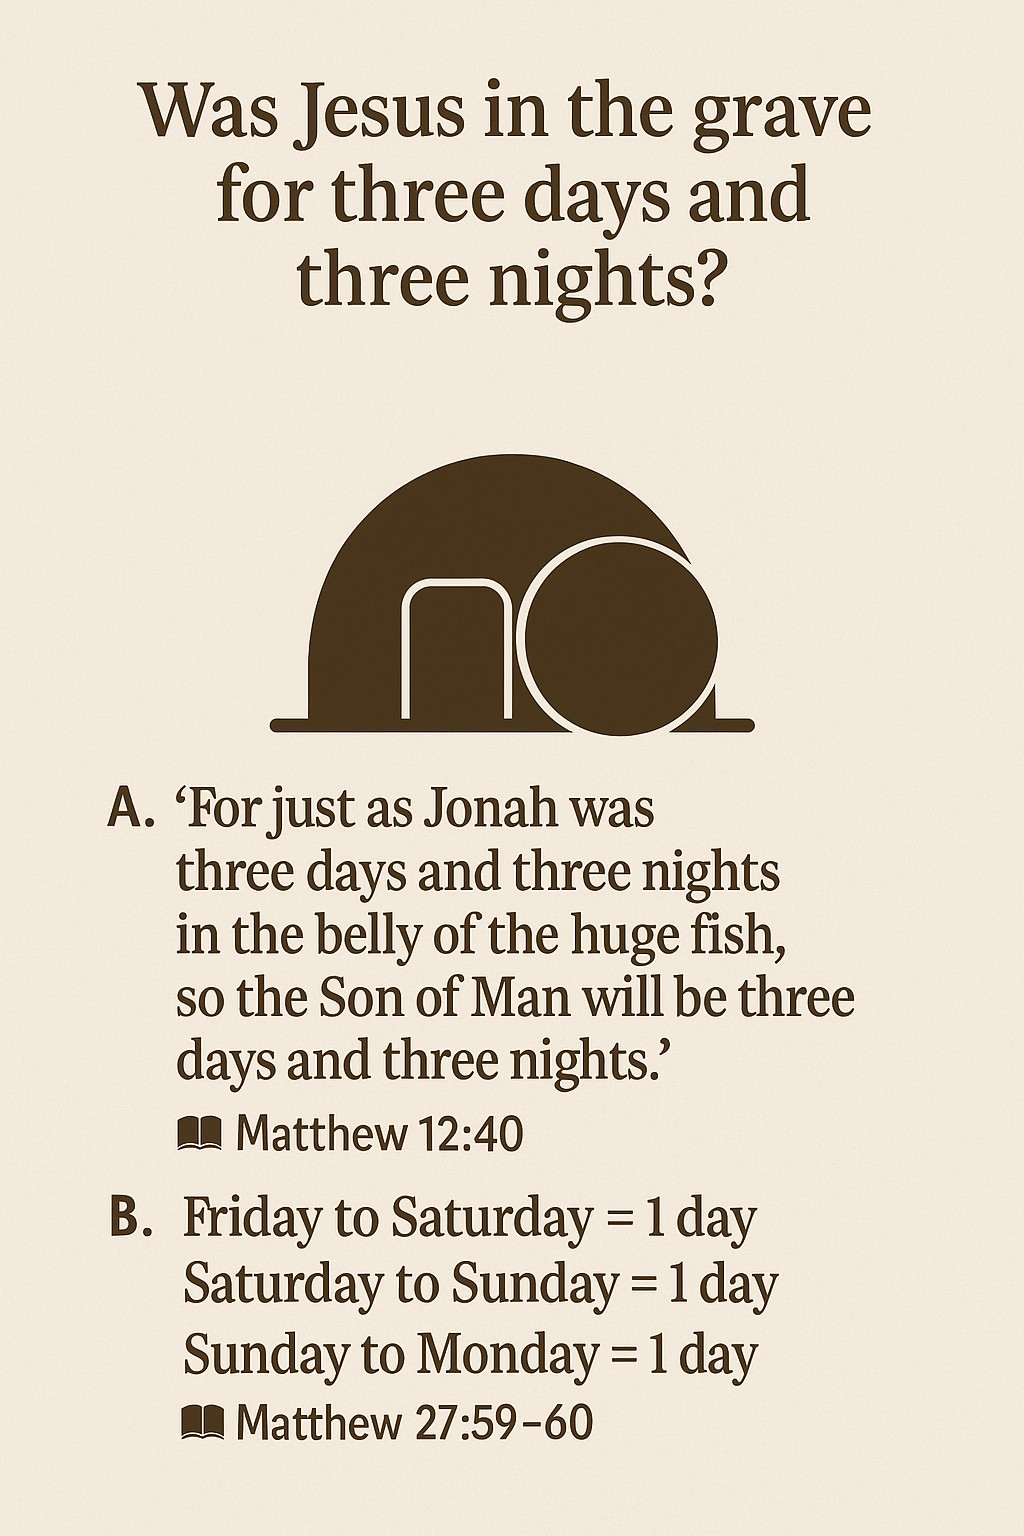 Was Jesus in the grave
for three days and
three nights?
A. ‘For just as Jonah was
three days and three nights
in the belly of the huge fish,
so the Son of Man will be three
days and three nights.’
Matthew 12:40
B. Friday to Saturday = 1 day
Saturday to Sunday = 1 day
Sunday to Monday = 1 day
Matthew 27:59–60